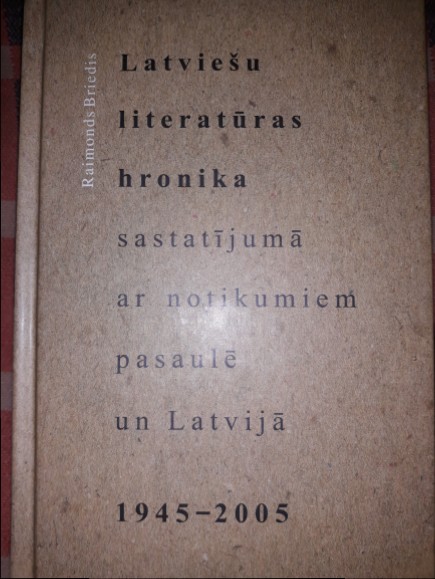 Raimonds Briedis
Latviešu
literatūras
hronika
sastatījumā
ar notikumiem
pasaulē
un Latvijā
1945–2005